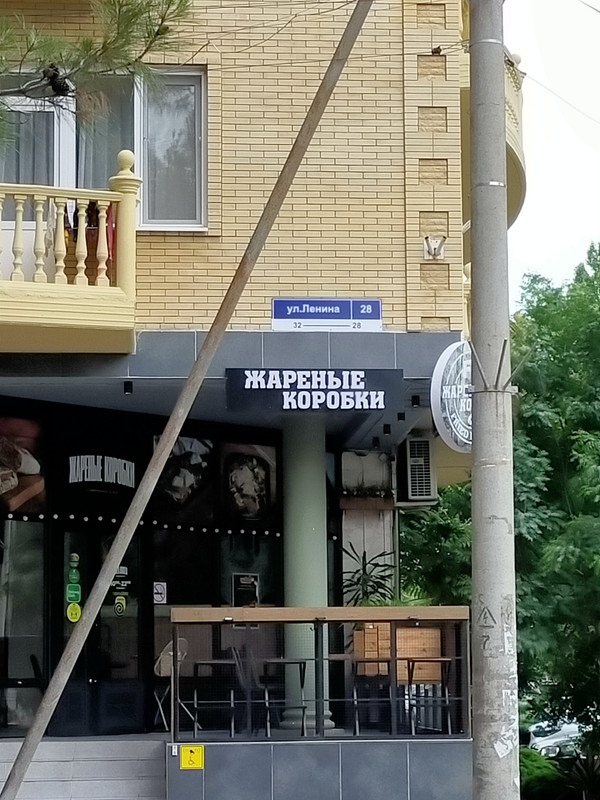 ул.Ленина 28
32 28
ЖАРЕНЫЕ
КОРОБКИ
ЖАРЕНЫЕ КОРОБКИ